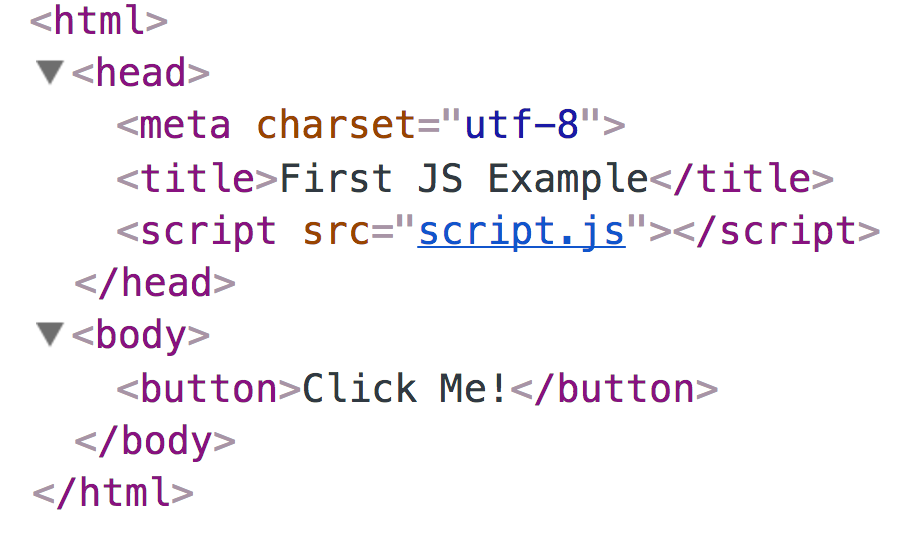 <html>
▼<head>
<meta charset="utf-8">
<title>First JS Example</title>
<script src="script.js"></script>
</head>
▼<body>
<button>Click Me!</button>
</body>
</html>